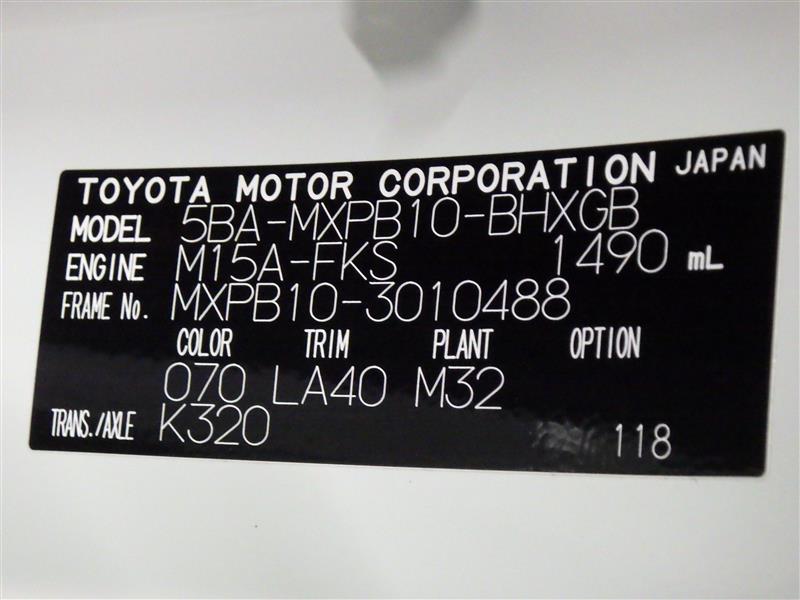 TOYOTA MOTOR CORPORATION JAPAN
MODEL 5BA-MXPB10-BHXGB
ENGINE M15A-FKS 1490 mL
FRAME No. MXPB10-3010488
COLOR TRIM PLANT OPTION
070 LA40 M32
TRANS./AXLE K320 118